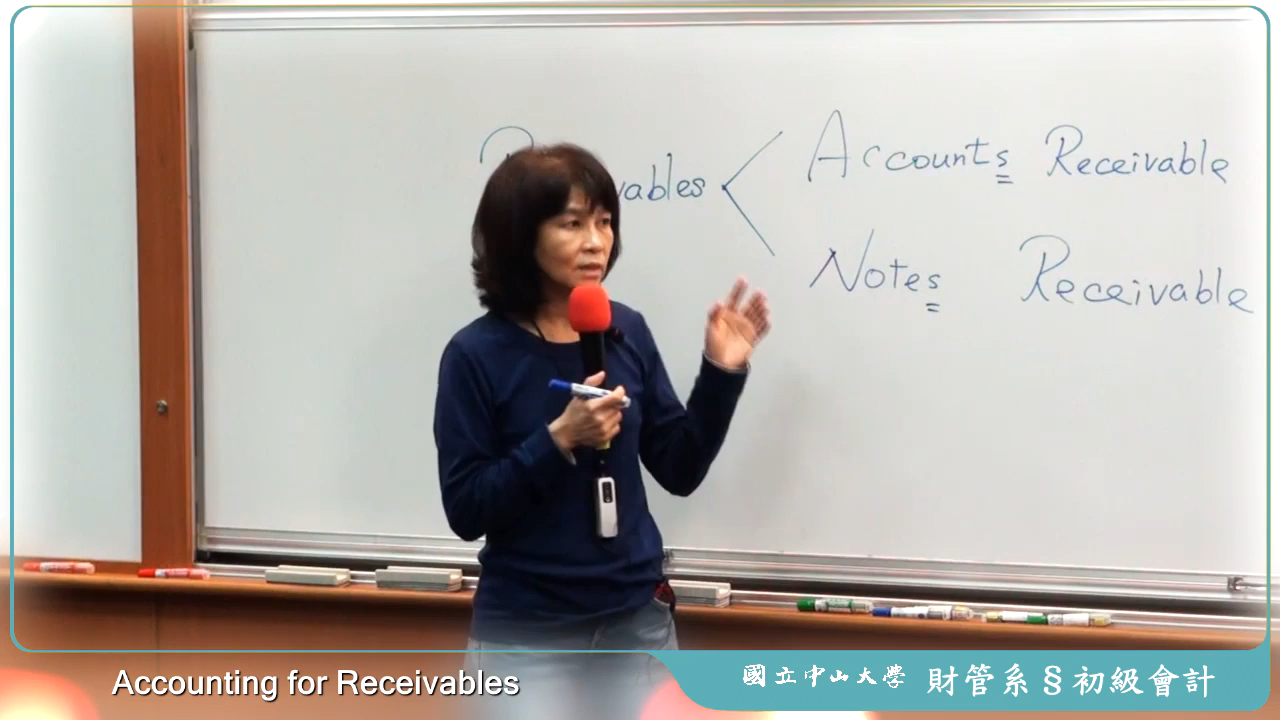 Accounts Receivable
vables
Notes Receivable
Accounting for Receivables
國立中山大學 財管系§初級會計